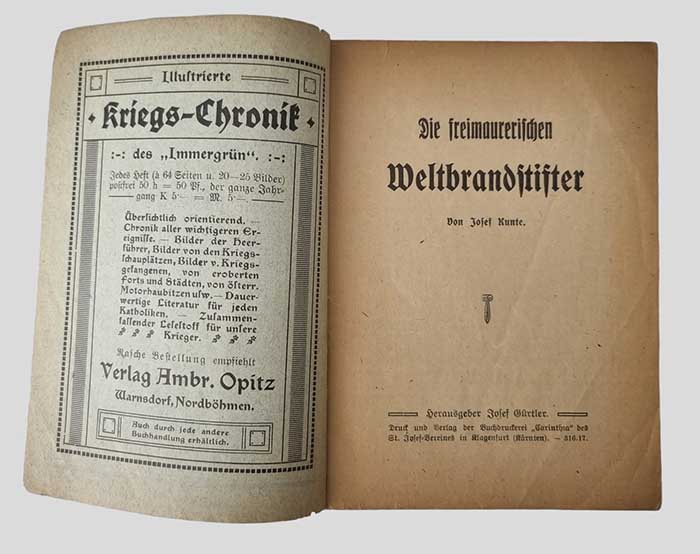 Illustrierte
Kriegs-Chronik
:-: des „Immergrün“. :-:
Jedes Heft (à 64 Seiten u. 20—25 Bilder)
postfrei 50 h = 50 Pf., der ganze Jahr-
gang K 5·— = M. 5·—
Übersichtlich orientierend. —
Chronik aller wichtigeren Er-
eignisse. — Bilder der Heer-
führer, Bilder von den Kriegs-
schauplätzen, Bilder v. Kriegs-
gefangenen, von eroberten
Forts und Städten, von österr.
Motorhaubitzen usw. — Dauer-
wertige Literatur für jeden
Katholiken. — Zusammen-
fassender Lesestoff für unsere
Krieger.
Rasche Bestellung empfiehlt
Verlag Ambr. Opitz
Warnsdorf, Nordböhmen.
Auch durch jede andere
Buchhandlung erhältlich.
Die freimaurerischen
Weltbrandstifter
Von Josef Kunte.
Herausgeber Josef Gürtler.
Druck und Verlag der Buchdruckerei „Carinthia“ des
St. Josef-Vereines in Klagenfurt (Kärnten). — 316.17.